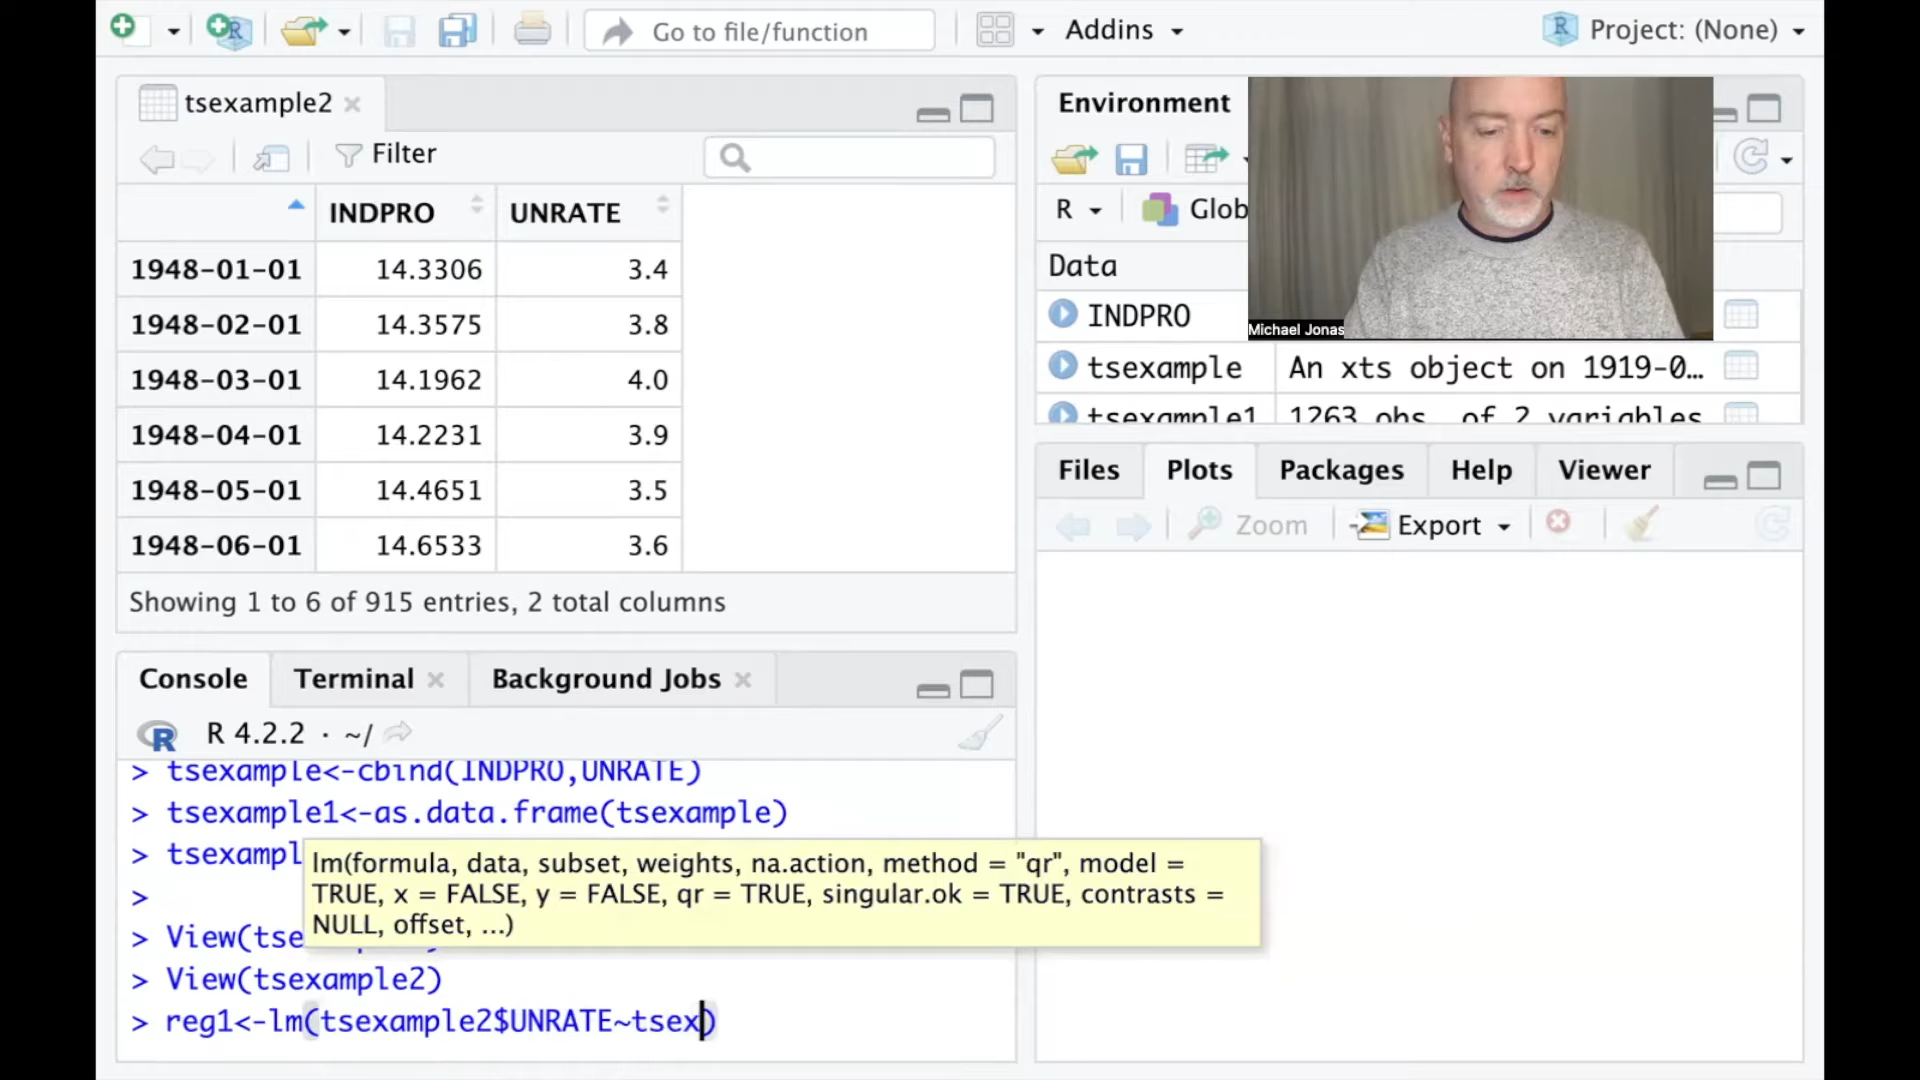 Go to file/function
Addins
Project: (None)
tsexample2
Filter
INDPRO UNRATE
1948-01-01 14.3306 3.4
1948-02-01 14.3575 3.8
1948-03-01 14.1962 4.0
1948-04-01 14.2231 3.9
1948-05-01 14.4651 3.5
1948-06-01 14.6533 3.6
Showing 1 to 6 of 915 entries, 2 total columns
Console Terminal Background Jobs
R 4.2.2 · ~/
> tsexample<-cbind(INDPRO,UNRATE)
> tsexample1<-as.data.frame(tsexample)
> tsexampl
>
> View(tse
> View(tsexample2)
> reg1<-lm(tsexample2$UNRATE~tsex)
lm(formula, data, subset, weights, na.action, method = "qr", model =
TRUE, x = FALSE, y = FALSE, qr = TRUE, singular.ok = TRUE, contrasts =
NULL, offset, ...)
Environment
R Glob
Data
INDPRO
tsexample An xts object on 1919-0…
tsexample1 1263 obs. of 2 variables
Michael Jonas
Files Plots Packages Help Viewer
Zoom Export